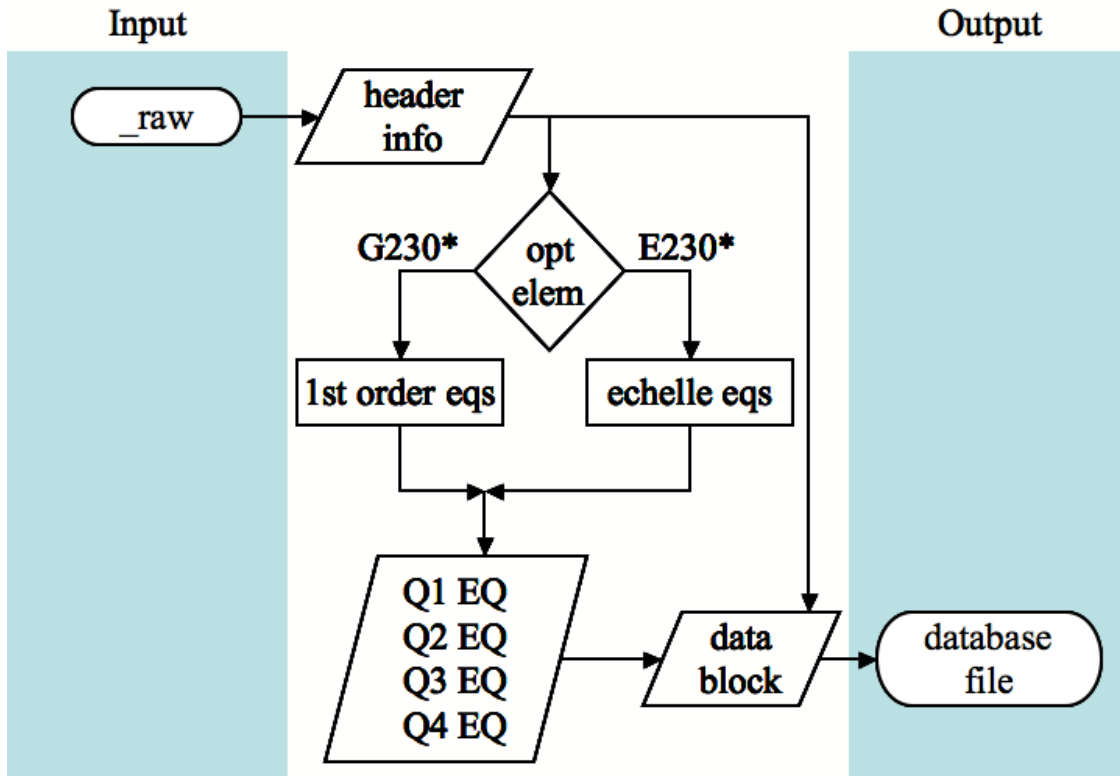 Input
Output
_raw
header
info
G230*
opt
elem
E230*
1st order eqs
echelle eqs
Q1 EQ
Q2 EQ
Q3 EQ
Q4 EQ
data
block
database
file